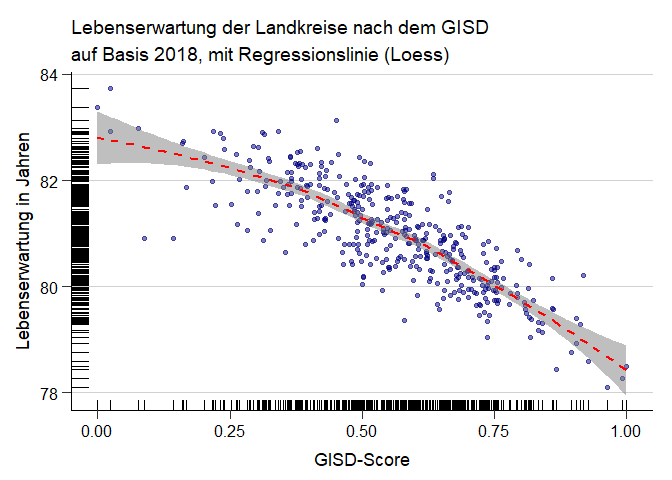 Lebenserwartung der Landkreise nach dem GISD
auf Basis 2018, mit Regressionslinie (Loess)
84
82
80
78
Lebenserwartung in Jahren
0.00 0.25 0.50 0.75 1.00
GISD-Score